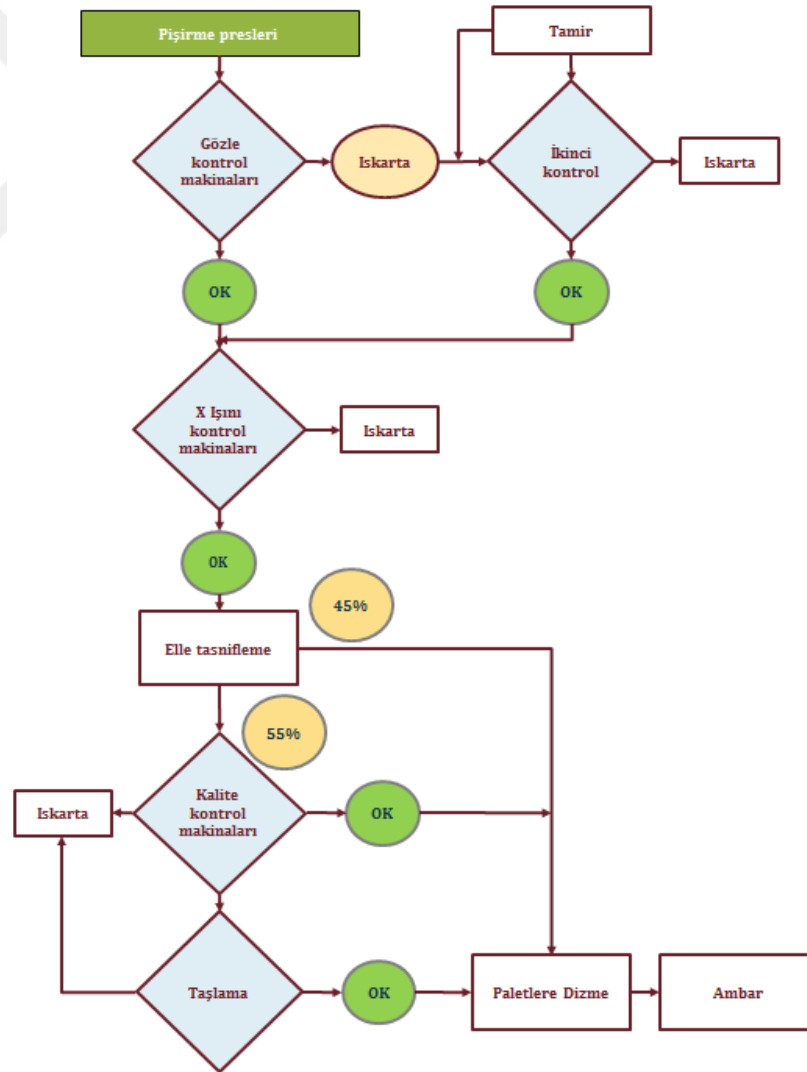 Pişirme presleri
Tamir
Gözle
kontrol
makinaları
Iskarta
İkinci
kontrol
Iskarta
OK
OK
X Işını
kontrol
makinaları
Iskarta
OK
45%
Elle tasnifleme
55%
Kalite
kontrol
makinaları
Iskarta
OK
Taşlama
OK
Paletlere Dizme
Ambar